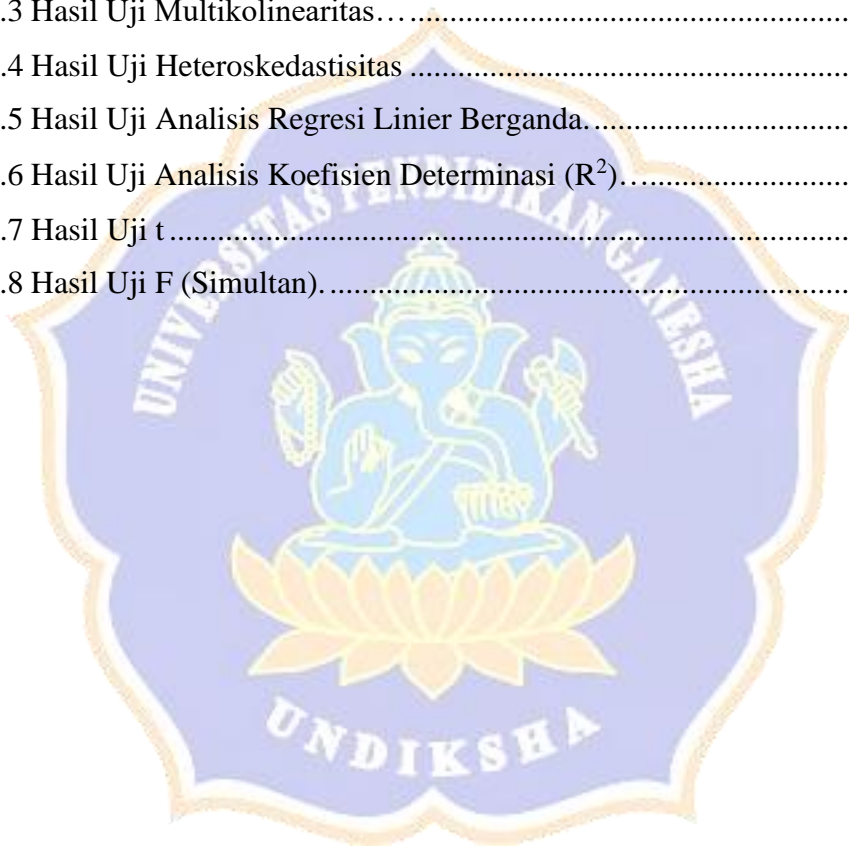 .3 Hasil Uji Multikolinearitas…................................................
.4 Hasil Uji Heteroskedastisitas ................................................
.5 Hasil Uji Analisis Regresi Linier Berganda.............................
.6 Hasil Uji Analisis Koefisien Determinasi (R²)…......................
.7 Hasil Uji t ..............................................................................
.8 Hasil Uji F (Simultan). ...........................................................
UNIVERSITAS PENDIDIKAN GANESHA
UNDIKSHA